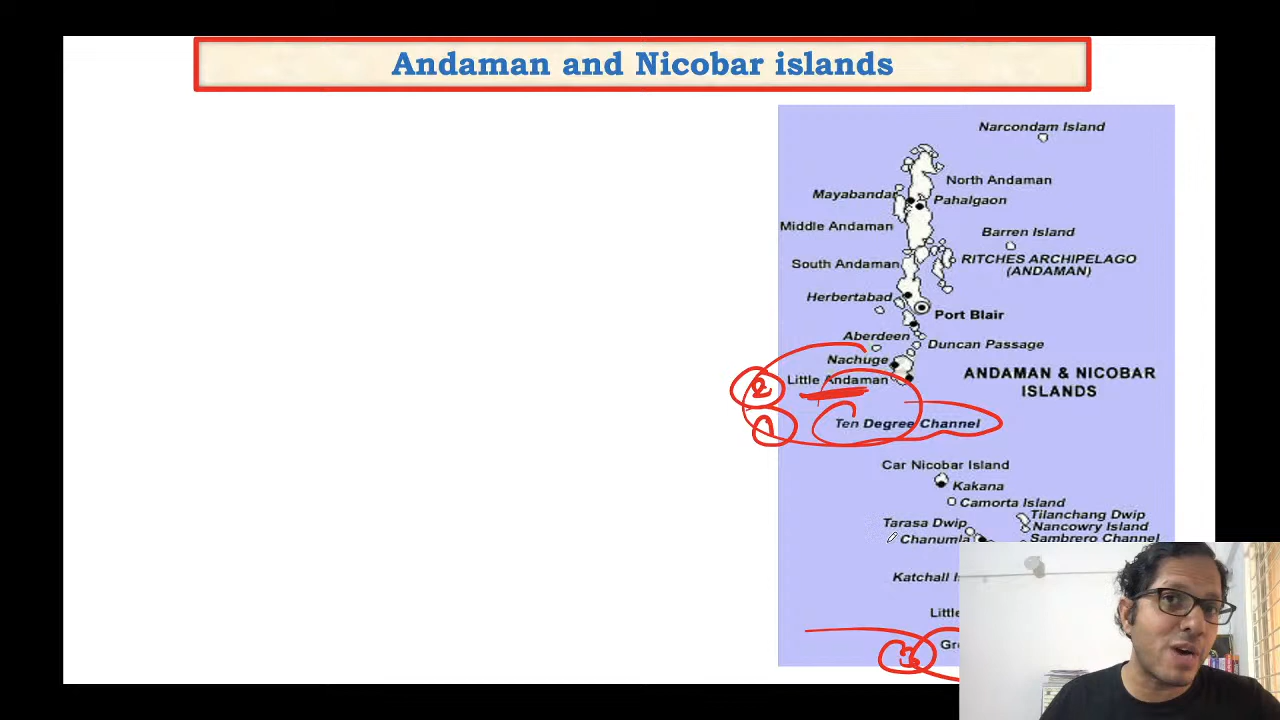 Andaman and Nicobar islands
Narcondam Island
North Andaman
Mayabandar
Pahalgaon
Middle Andaman
Barren Island
South Andaman
RITCHES ARCHIPELAGO
(ANDAMAN)
Herbertabad
Port Blair
Aberdeen
Duncan Passage
Nachuge
ANDAMAN & NICOBAR
ISLANDS
2
Little Andaman
1
Ten Degree Channel
Car Nicobar Island
Kakana
Camorta Island
Tilanchang Dwip
Tarasa Dwip
Nancowry Island
Chanumla
Sambrero Channel
Katchall
Little
3